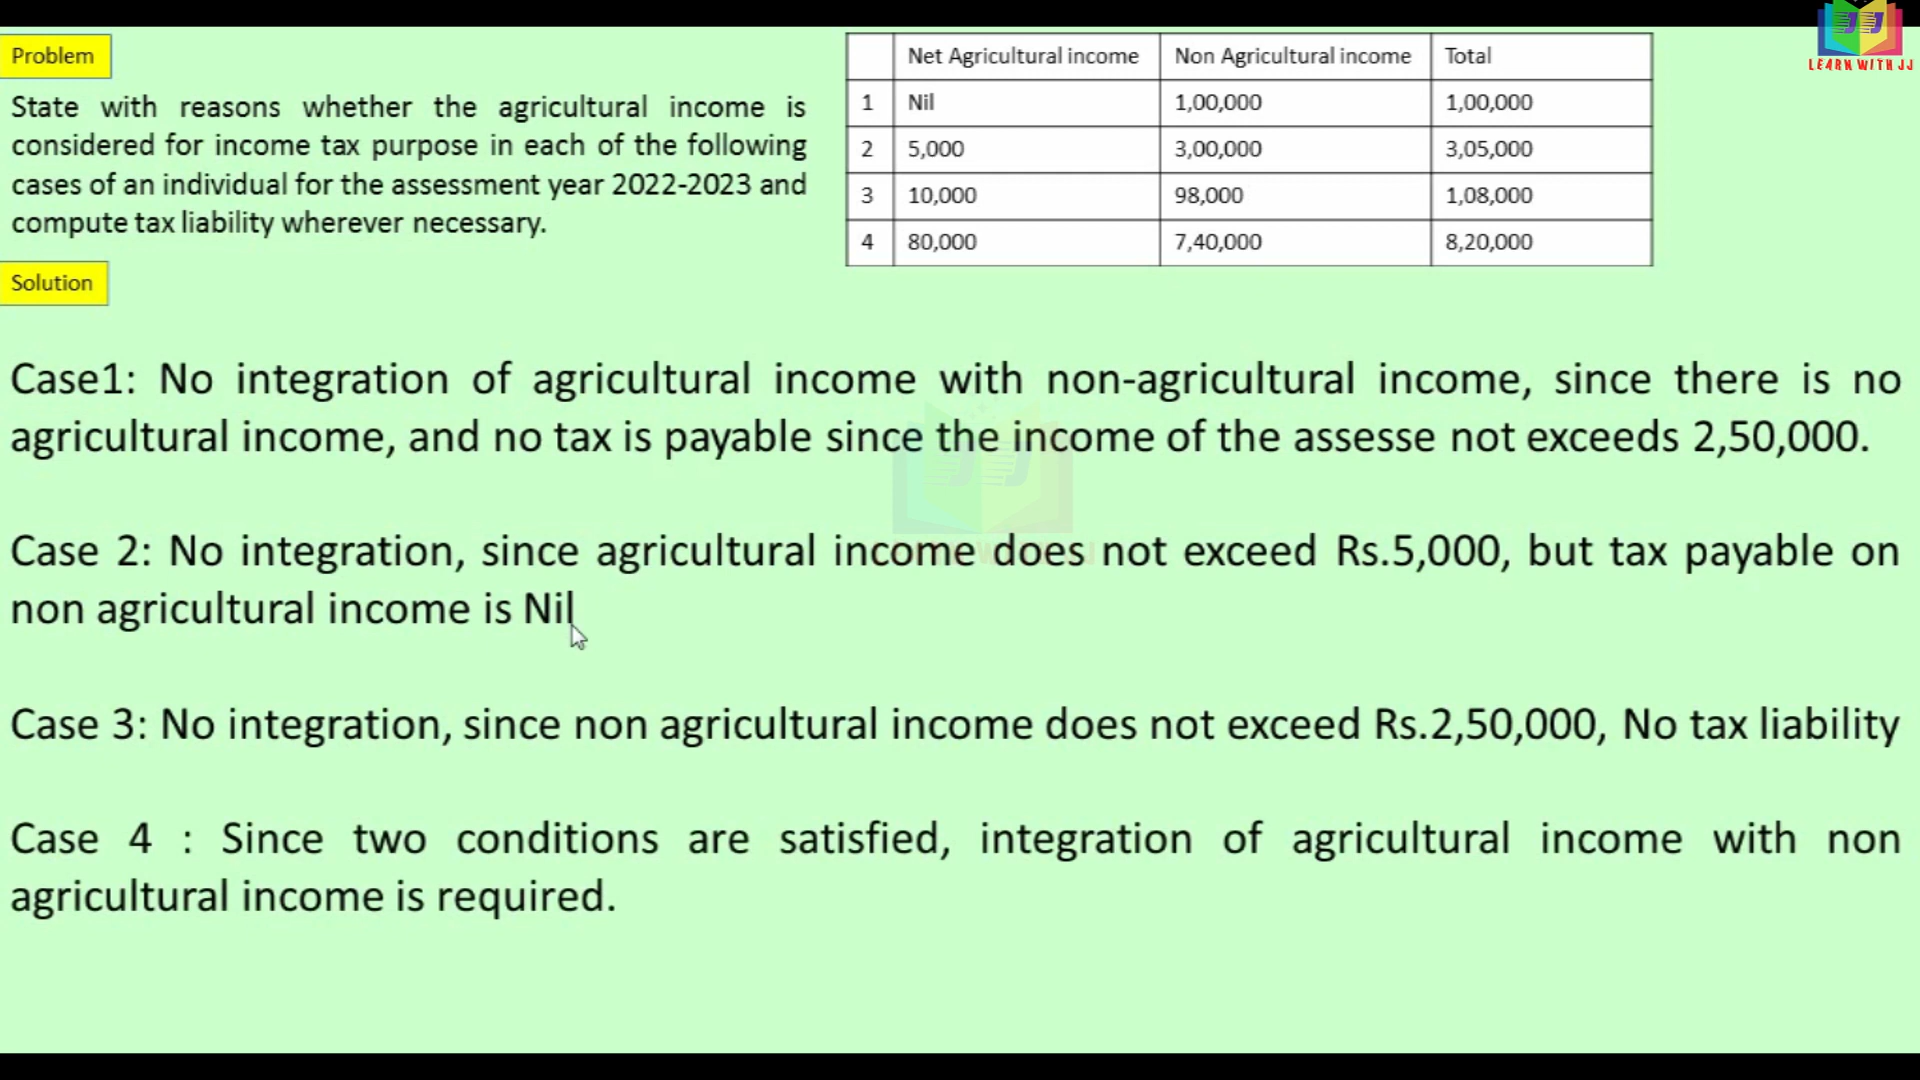 LEARN WITH JJ
Problem
State with reasons whether the agricultural income is
considered for income tax purpose in each of the following
cases of an individual for the assessment year 2022-2023 and
compute tax liability wherever necessary.
Net Agricultural income Non Agricultural income Total
1 Nil 1,00,000 1,00,000
2 5,000 3,00,000 3,05,000
3 10,000 98,000 1,08,000
4 80,000 7,40,000 8,20,000
Solution
Case1: No integration of agricultural income with non-agricultural income, since there is no
agricultural income, and no tax is payable since the income of the assesse not exceeds 2,50,000.
Case 2: No integration, since agricultural income does not exceed Rs.5,000, but tax payable on
non agricultural income is Nil
Case 3: No integration, since non agricultural income does not exceed Rs.2,50,000, No tax liability
Case 4 : Since two conditions are satisfied, integration of agricultural income with non
agricultural income is required.